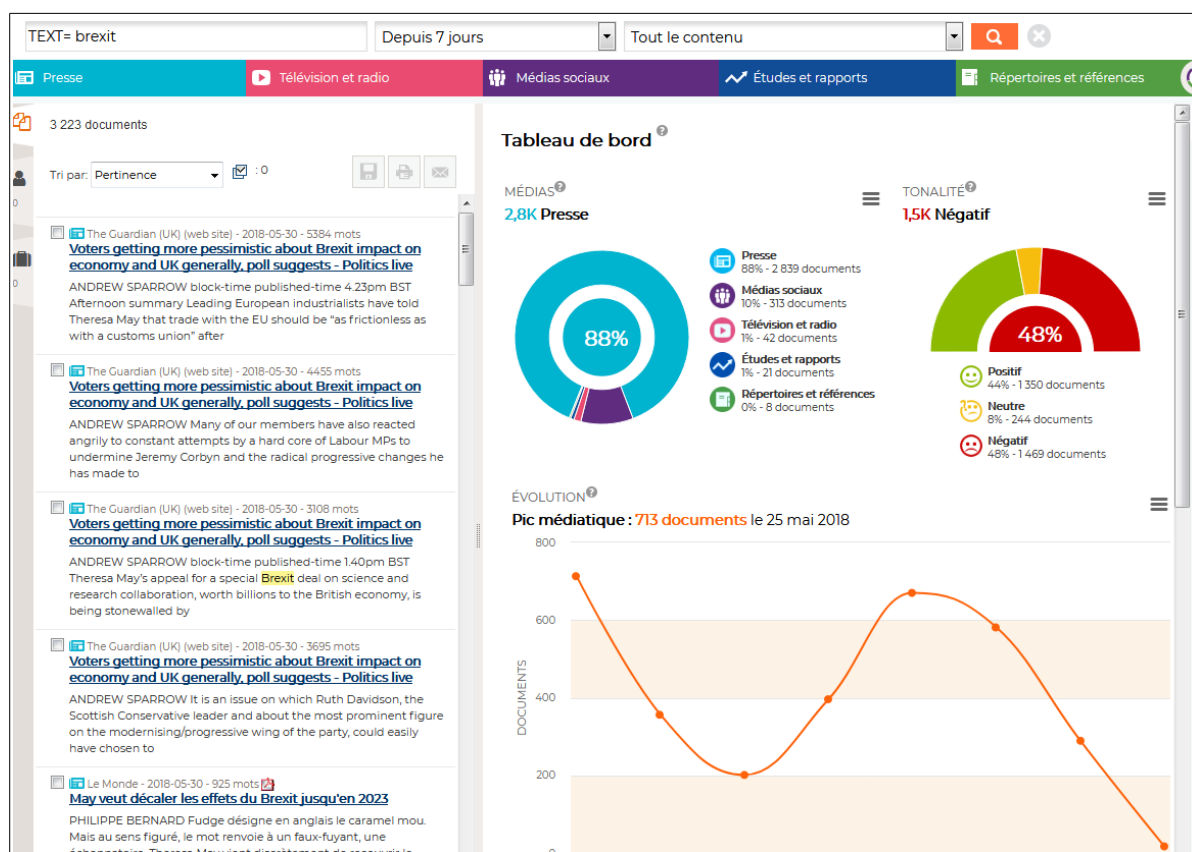 TEXT= brexit
Depuis 7 jours
Tout le contenu
Presse
Télévision et radio
Médias sociaux
Études et rapports
Répertoires et références
3 223 documents
Tri par: Pertinence
: 0
0
0
The Guardian (UK) (web site) - 2018-05-30 - 5384 mots
Voters getting more pessimistic about Brexit impact on
economy and UK generally, poll suggests - Politics live
ANDREW SPARROW block-time published-time 4.23pm BST
Afternoon summary Leading European industrialists have told
Theresa May that trade with the EU should be “as frictionless as
with a customs union” after
The Guardian (UK) (web site) - 2018-05-30 - 4455 mots
Voters getting more pessimistic about Brexit impact on
economy and UK generally, poll suggests - Politics live
ANDREW SPARROW Many of our members have also reacted
angrily to constant attempts by a hard core of Labour MPs to
undermine Jeremy Corbyn and the radical progressive changes he
has made to
The Guardian (UK) (web site) - 2018-05-30 - 3108 mots
Voters getting more pessimistic about Brexit impact on
economy and UK generally, poll suggests - Politics live
ANDREW SPARROW block-time published-time 1.40pm BST
Theresa May’s appeal for a special Brexit deal on science and
research collaboration, worth billions to the British economy, is
being stonewalled by
The Guardian (UK) (web site) - 2018-05-30 - 3695 mots
Voters getting more pessimistic about Brexit impact on
economy and UK generally, poll suggests - Politics live
ANDREW SPARROW It is an issue on which Ruth Davidson, the
Scottish Conservative leader and about the most prominent figure
on the modernising/progressive wing of the party, could easily
have chosen to
Le Monde - 2018-05-30 - 925 mots
May veut décaler les effets du Brexit jusqu'en 2023
PHILIPPE BERNARD Fudge désigne en anglais le caramel mou.
Mais au sens figuré, le mot renvoie à un faux-fuyant, une
Tableau de bord
MÉDIAS
2,8K Presse
88%
Presse
88% - 2 839 documents
Médias sociaux
10% - 313 documents
Télévision et radio
1% - 42 documents
Études et rapports
1% - 21 documents
Répertoires et références
0% - 8 documents
TONALITÉ
1,5K Négatif
48%
Positif
44% - 1 350 documents
Neutre
8% - 244 documents
Négatif
48% - 1 469 documents
ÉVOLUTION
Pic médiatique : 713 documents le 25 mai 2018
DOCUMENTS
800
600
400
200
0